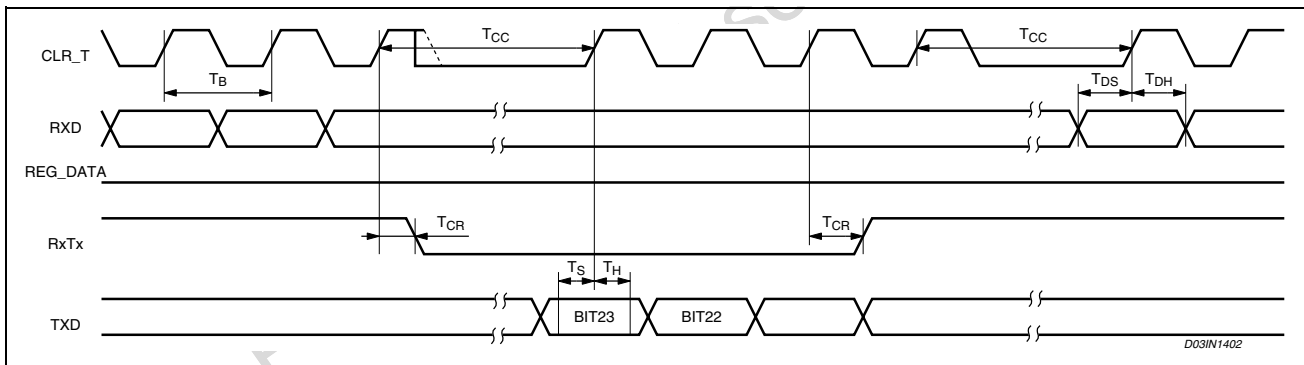 CLR_T
TCC
TCC
TB
TDS
TDH
RXD
REG_DATA
RxTx
TCR
TCR
TS
TH
TXD
BIT23
BIT22
D03IN1402